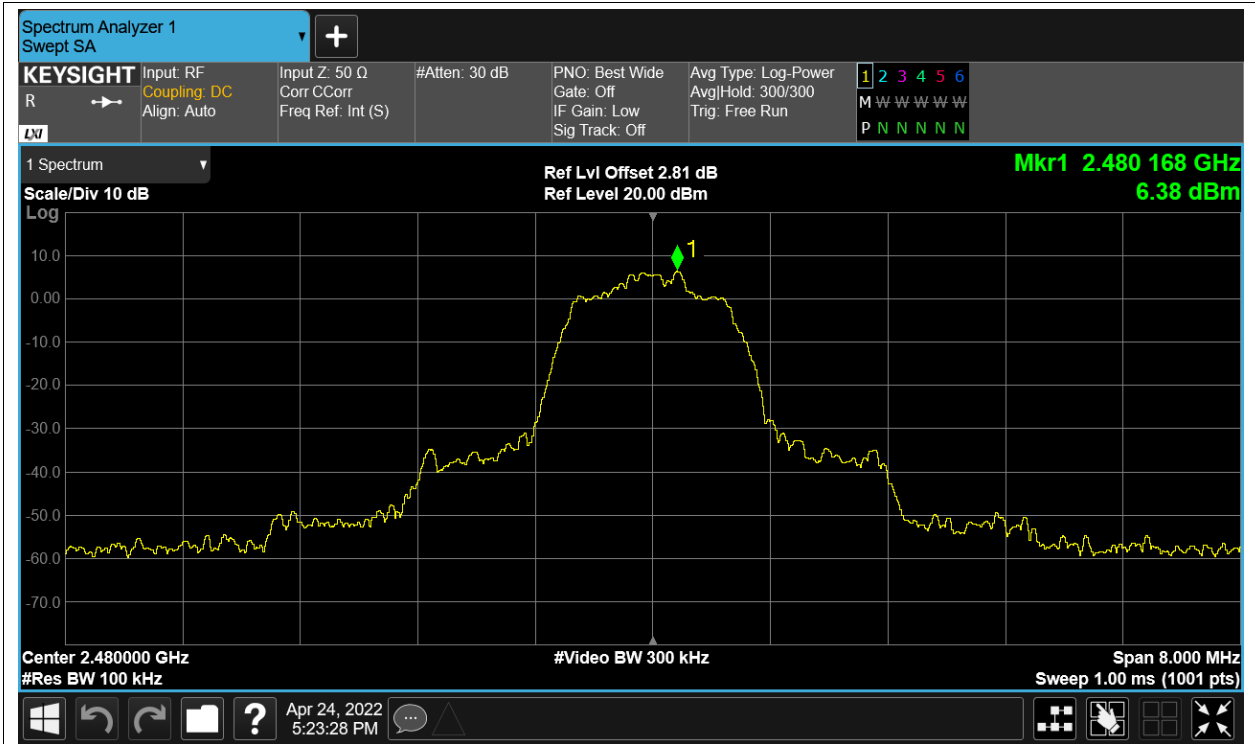 Spectrum Analyzer 1
Swept SA
KEYSIGHT
R
LXI
Input: RF
Coupling: DC
Align: Auto
Input Z: 50 Ω
Corr CCorr
Freq Ref: Int (S)
#Atten: 30 dB
PNO: Best Wide
Gate: Off
IF Gain: Low
Sig Track: Off
Avg Type: Log-Power
Avg|Hold: 300/300
Trig: Free Run
1 2 3 4 5 6
M W W W W W
P N N N N N
1 Spectrum
Scale/Div 10 dB
Log
Ref Lvl Offset 2.81 dB
Ref Level 20.00 dBm
Mkr1 2.480 168 GHz
6.38 dBm
1
10.0
0.00
-10.0
-20.0
-30.0
-40.0
-50.0
-60.0
-70.0
Center 2.480000 GHz
#Video BW 300 kHz
Span 8.000 MHz
#Res BW 100 kHz
Sweep 1.00 ms (1001 pts)
?
Apr 24, 2022
5:23:28 PM